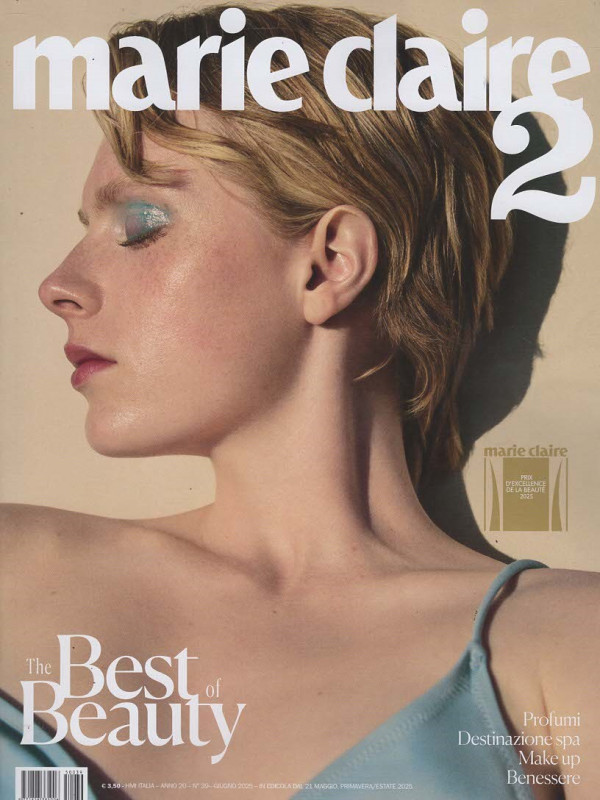 marie claire
2
marie claire
PRIX
D'EXCELLENCE
DE LA BEAUTÉ
2025
The Best of
Beauty
Profumi
Destinazione spa
Make up
Benessere
€ 3,50 – HMI ITALIA – ANNO 20 – N° 39 – GIUGNO 2025 – IN EDICOLA DAL 21 MAGGIO. PRIMAVERA/ESTATE 2025